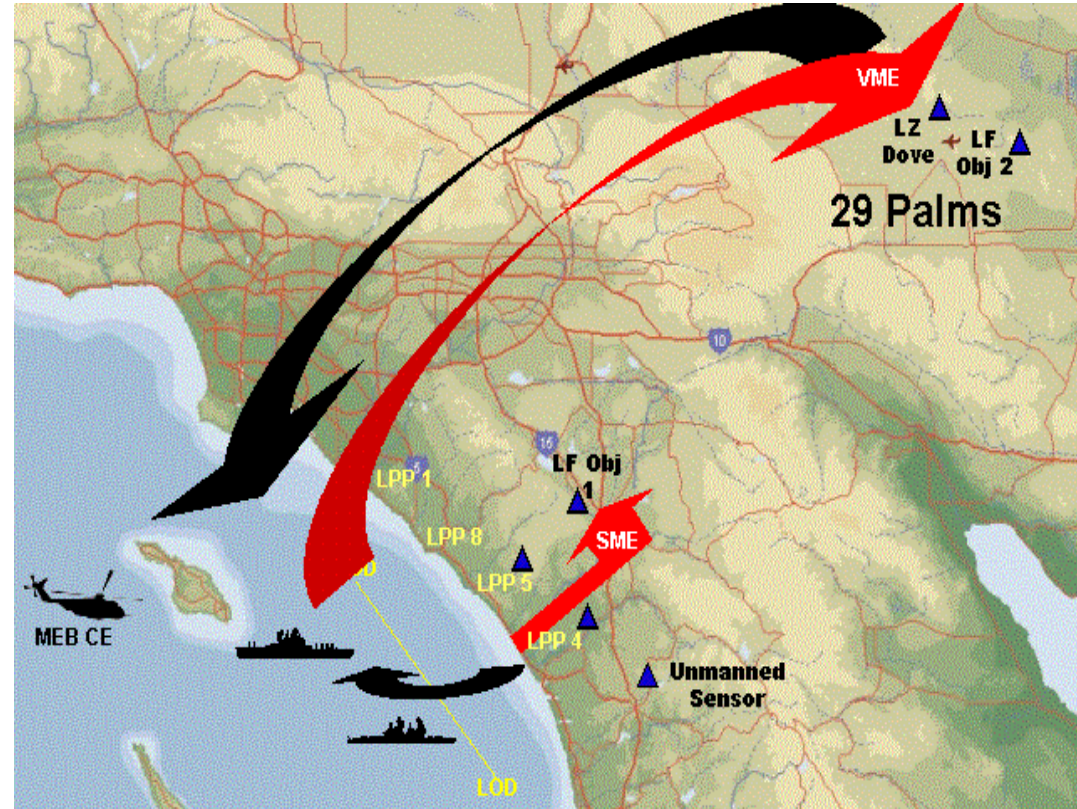 VME
LZ
Dove
LF
Obj 2
29 Palms
10
15
LF Obj
1
5
LPP 1
LPP 8
SME
LPP 5
LPP 4
MEB CE
Unmanned
Sensor
LOD